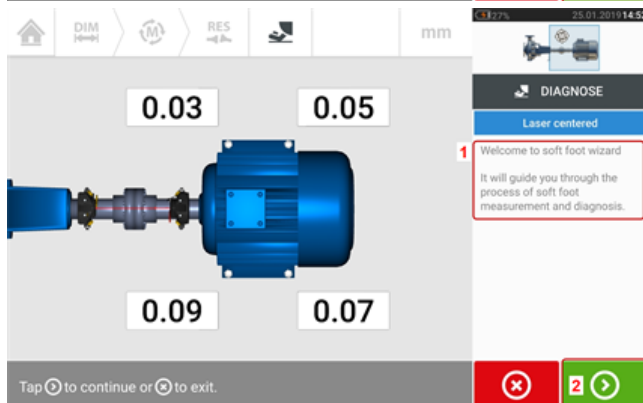 DIM
(M)
RES
mm
27%
25.01.2019 14:52
0.03
0.05
DIAGNOSE
Laser centered
1
Welcome to soft foot wizard
It will guide you through the
process of soft foot
measurement and diagnosis.
0.09
0.07
Tap to continue or to exit.
2